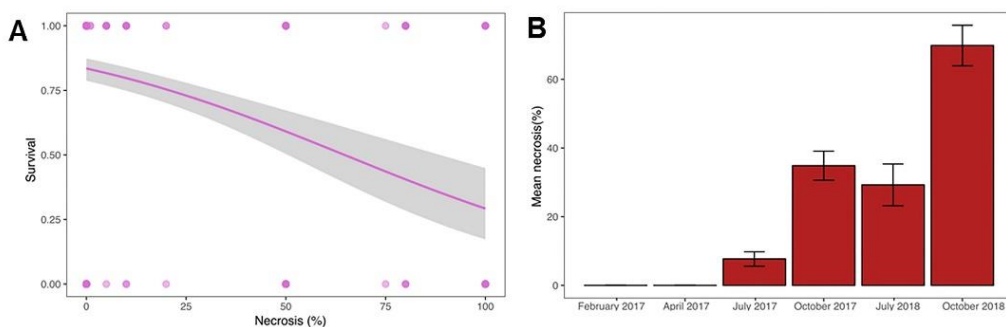 A
1.00
0.75
0.50
0.25
0.00
Survival
0
25
50
75
100
Necrosis (%)
B
60
40
20
0
Mean necrosis(%)
February 2017
April 2017
July 2017
October 2017
July 2018
October 2018